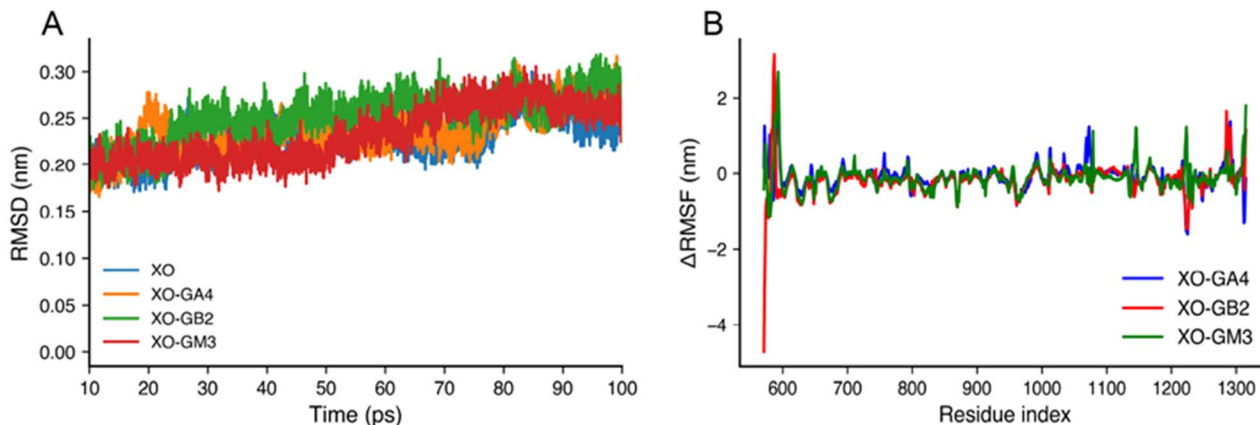 A
RMSD (nm)
0.30
0.25
0.20
0.15
0.10
0.05
0.00
XO
XO-GA4
XO-GB2
XO-GM3
10 20 30 40 50 60 70 80 90 100
Time (ps)
B
ΔRMSF (nm)
2
0
−2
−4
XO-GA4
XO-GB2
XO-GM3
600 700 800 900 1000 1100 1200 1300
Residue index